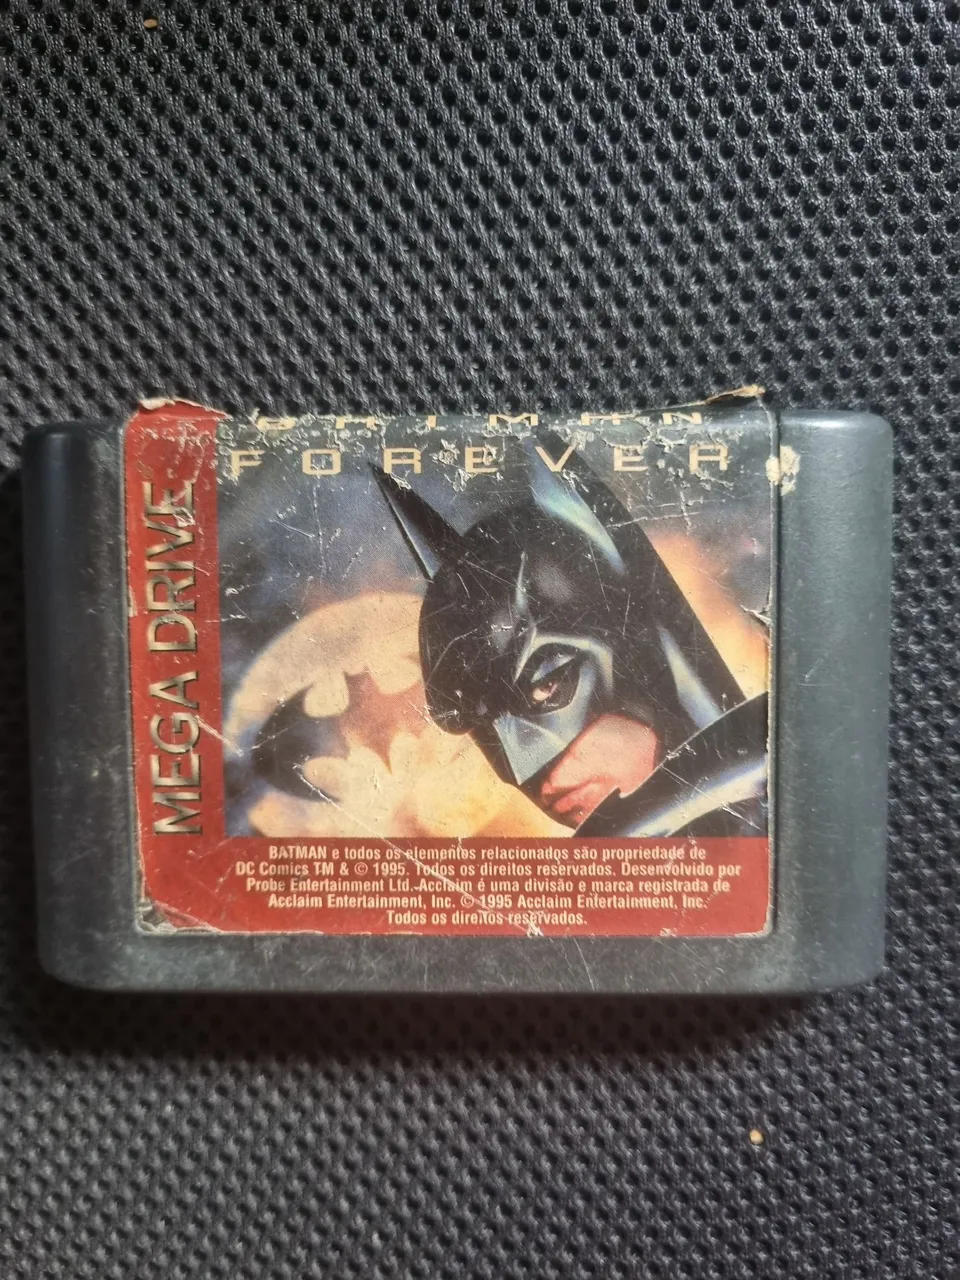 BATMAN
FOREVER
MEGA DRIVE
BATMAN e todos os elementos relacionados são propriedade de
DC Comics TM & © 1995. Todos os direitos reservados. Desenvolvido por
Probe Entertainment Ltd. Acclaim é uma divisão e marca registrada de
Acclaim Entertainment, Inc. © 1995 Acclaim Entertainment, Inc.
Todos os direitos reservados.